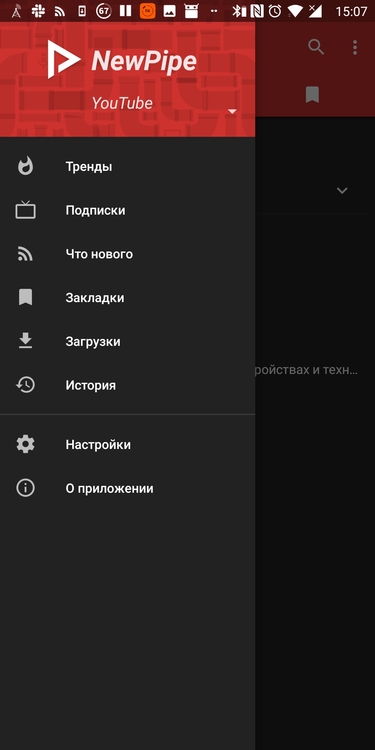 67
15:07
NewPipe
YouTube
Тренды
Подписки
Что нового
Закладки
Загрузки
История
ройствах и техн...
Настройки
О приложении